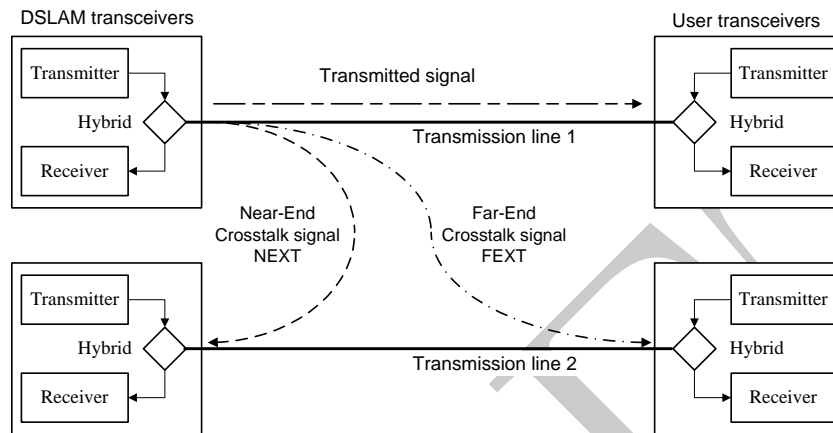 DSLAM transceivers
User transceivers
Transmitter
Transmitted signal
Transmitter
Hybrid
Hybrid
Transmission line 1
Receiver
Receiver
Near-End
Crosstalk signal
NEXT
Far-End
Crosstalk signal
FEXT
Transmitter
Transmitter
Hybrid
Hybrid
Transmission line 2
Receiver
Receiver